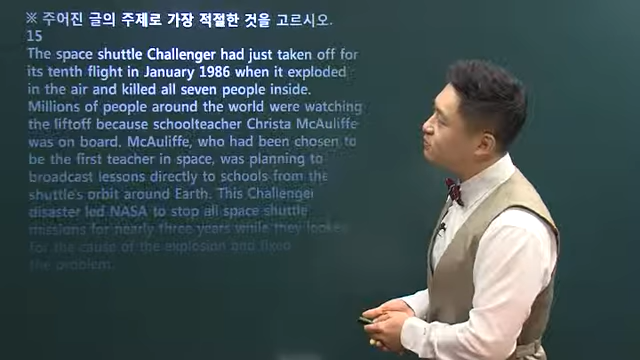 ※ 주어진 글의 주제로 가장 적절한 것을 고르시오.
15
The space shuttle Challenger had just taken off for
its tenth flight in January 1986 when it exploded
in the air and killed all seven people inside.
Millions of people around the world were watching
the liftoff because schoolteacher Christa McAuliffe
was on board. McAuliffe, who had been chosen to
be the first teacher in space, was planning to
broadcast lessons directly to schools from the
shuttle's orbit around Earth. This Challenger
disaster led NASA to stop all space shuttle
missions for nearly three years while they looked
for the cause of the explosion and fixed
the problem.